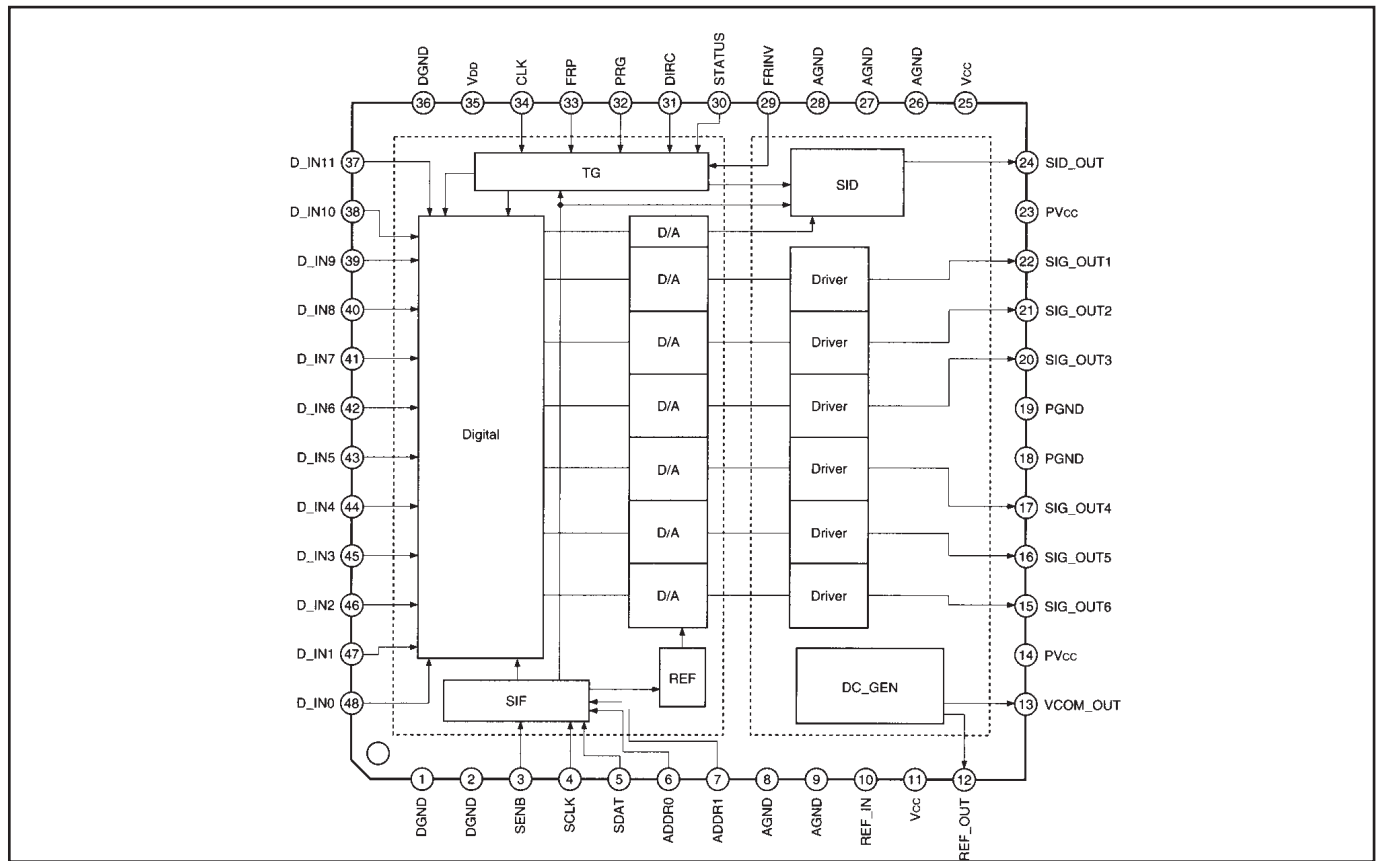 DGND
VDD
CLK
FRP
PRG
DIRC
STATUS
FRINV
AGND
AGND
AGND
VCC
36
35
34
33
32
31
30
29
28
27
26
25
D_IN11 37
TG
SID
24 SID_OUT
D_IN10 38
23 PVCC
D/A
D_IN9 39
22 SIG_OUT1
D/A
Driver
D_IN8 40
21 SIG_OUT2
D/A
Driver
D_IN7 41
20 SIG_OUT3
D_IN6 42
D/A
Driver
19 PGND
Digital
D_IN5 43
18 PGND
D/A
Driver
D_IN4 44
17 SIG_OUT4
D/A
Driver
D_IN3 45
16 SIG_OUT5
D/A
Driver
D_IN2 46
15 SIG_OUT6
D_IN1 47
14 PVCC
REF
DC_GEN
SIF
D_IN0 48
13 VCOM_OUT
1
2
3
4
5
6
7
8
9
10
11
12
DGND
DGND
SENB
SCLK
SDAT
ADDR0
ADDR1
AGND
AGND
REF_IN
VCC
REF_OUT